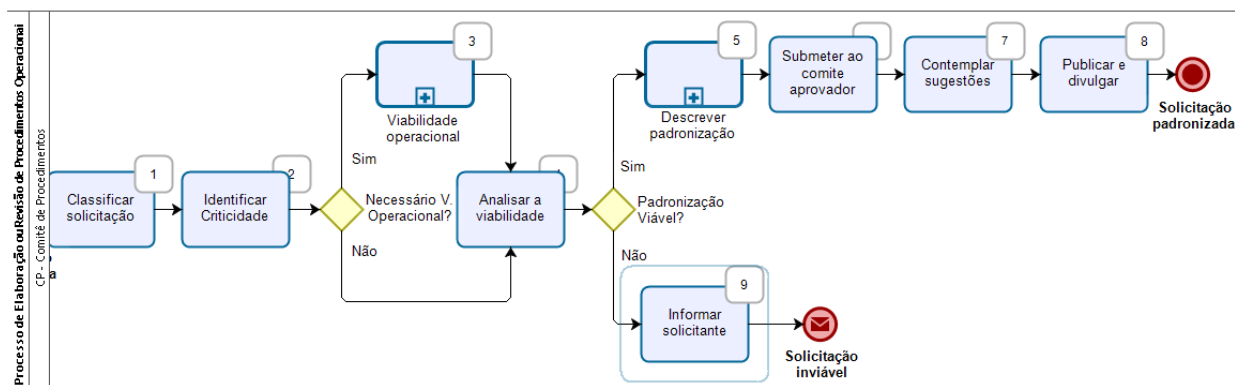 Processo de Elaboração ou Revisão de Procedimentos Operacionai
CP - Comitê de Procedimentos
1
Classificar
solicitação
a
2
Identificar
Criticidade
3
Viabilidade
operacional
Sim
Necessário V.
Operacional?
Não
Analisar a
viabilidade
Sim
Padronização
Viável?
Não
5
Descrever
padronização
Submeter ao
comite
aprovador
7
Contemplar
sugestões
8
Publicar e
divulgar
Solicitação
padronizada
9
Informar
solicitante
Solicitação
inviável